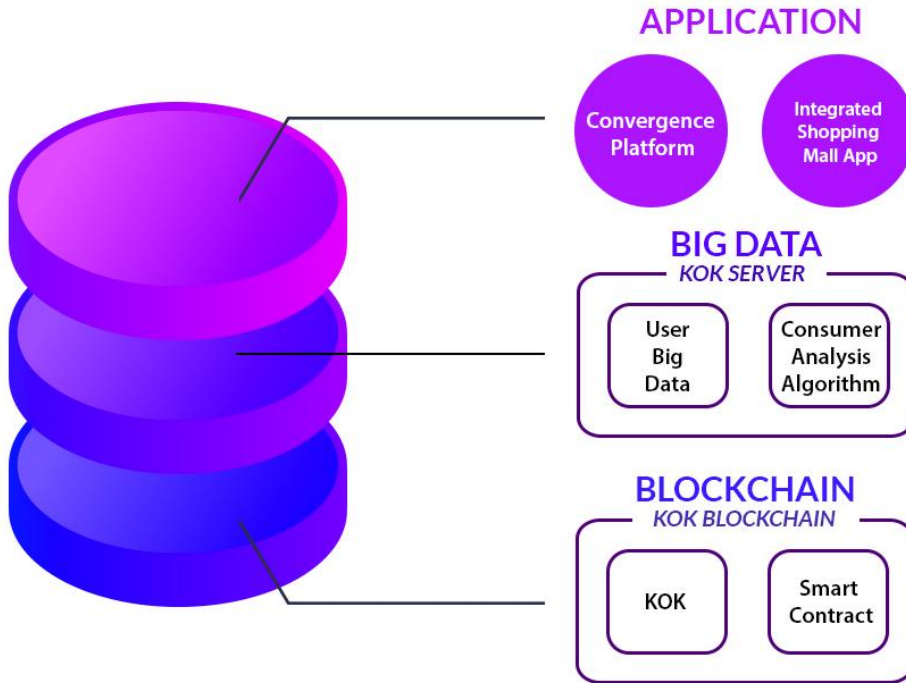 APPLICATION
Convergence
Platform
Integrated
Shopping
Mall App
BIG DATA
KOK SERVER
User
Big
Data
Consumer
Analysis
Algorithm
BLOCKCHAIN
KOK BLOCKCHAIN
KOK
Smart
Contract